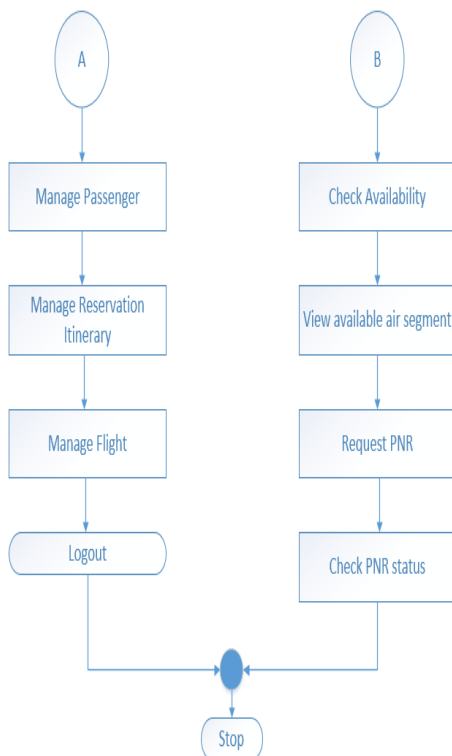 A
B
Manage Passenger
Check Availability
Manage Reservation
Itinerary
View available air segment
Manage Flight
Request PNR
Logout
Check PNR status
Stop